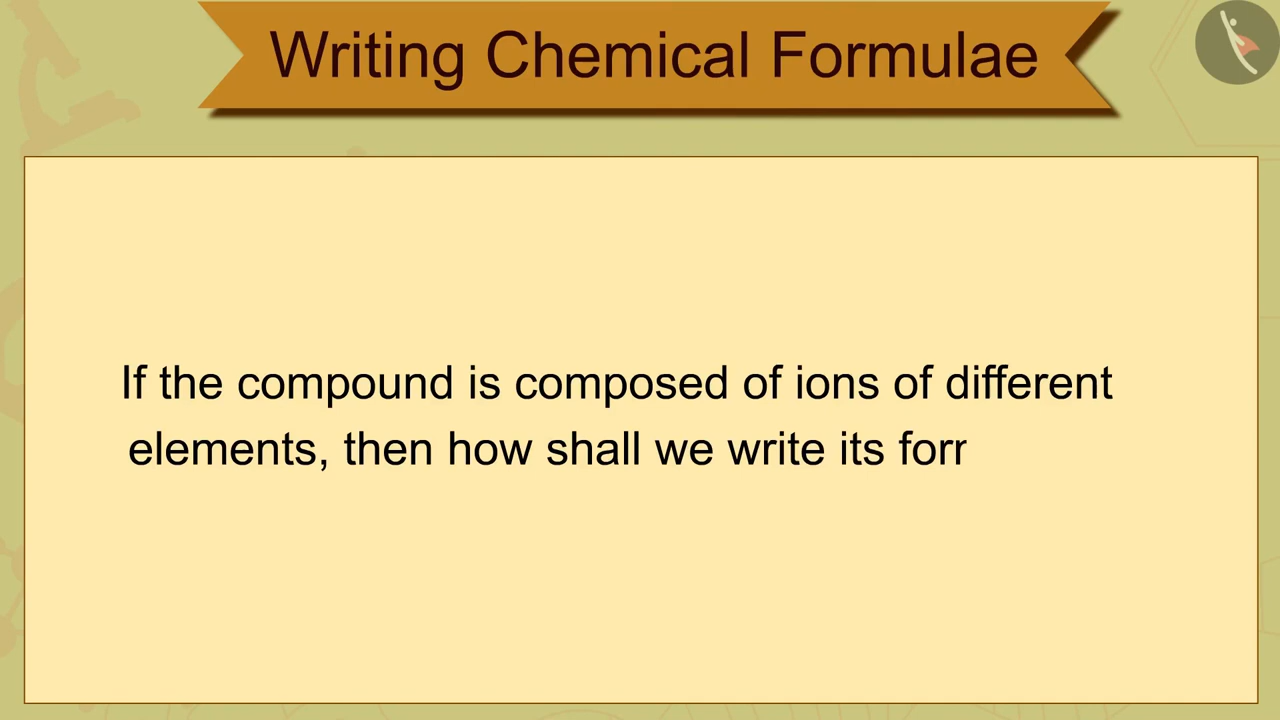 Writing Chemical Formulae
If the compound is composed of ions of different
elements, then how shall we write its forr